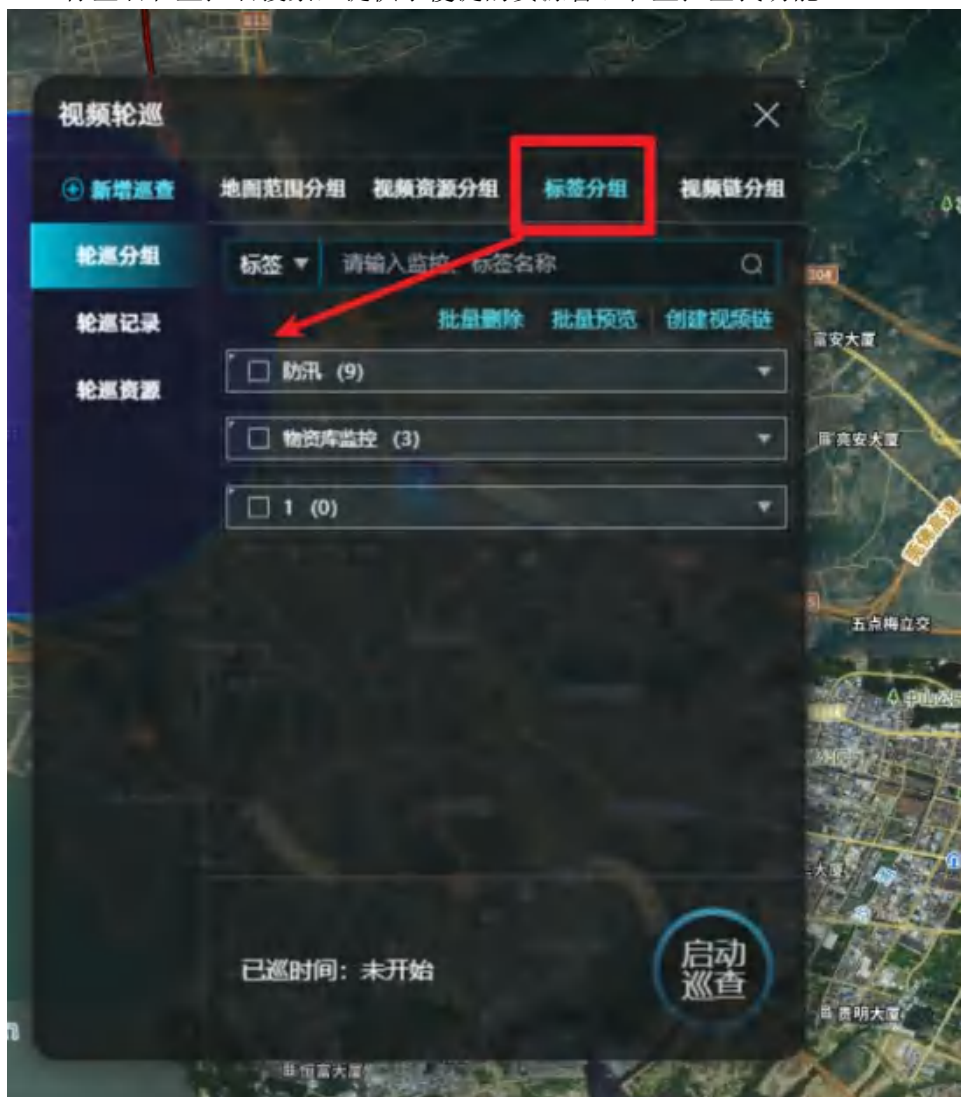 视频轮巡
新增巡查 地图范围分组 视频资源分组 标签分组 视频链分组
轮巡分组 标签 请输入监控、标签名称
轮巡记录 批量删除 批量预览 创建视频链
轮巡资源
防汛 (9)
物资库监控 (3)
1 (0)
已巡时间：未开始
启动
巡查
富安大厦
亮安大厦
五点梅立交
贵明大厦
恒富大厦